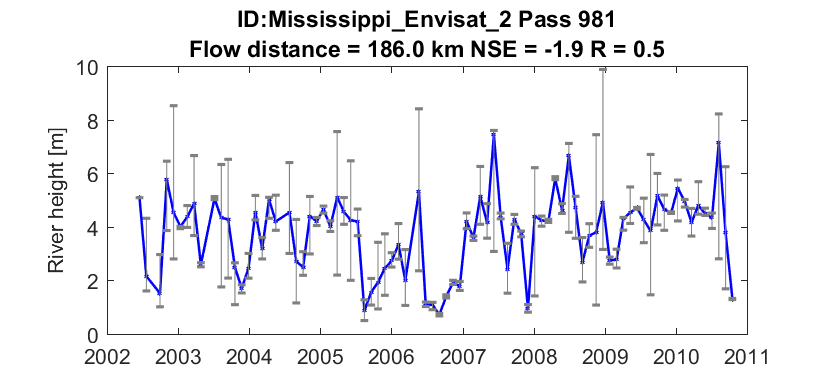 ID:Mississippi_Envisat_2 Pass 981
Flow distance = 186.0 km NSE = -1.9 R = 0.5
10
8
6
4
2
0
River height [m]
2002 2003 2004 2005 2006 2007 2008 2009 2010 2011